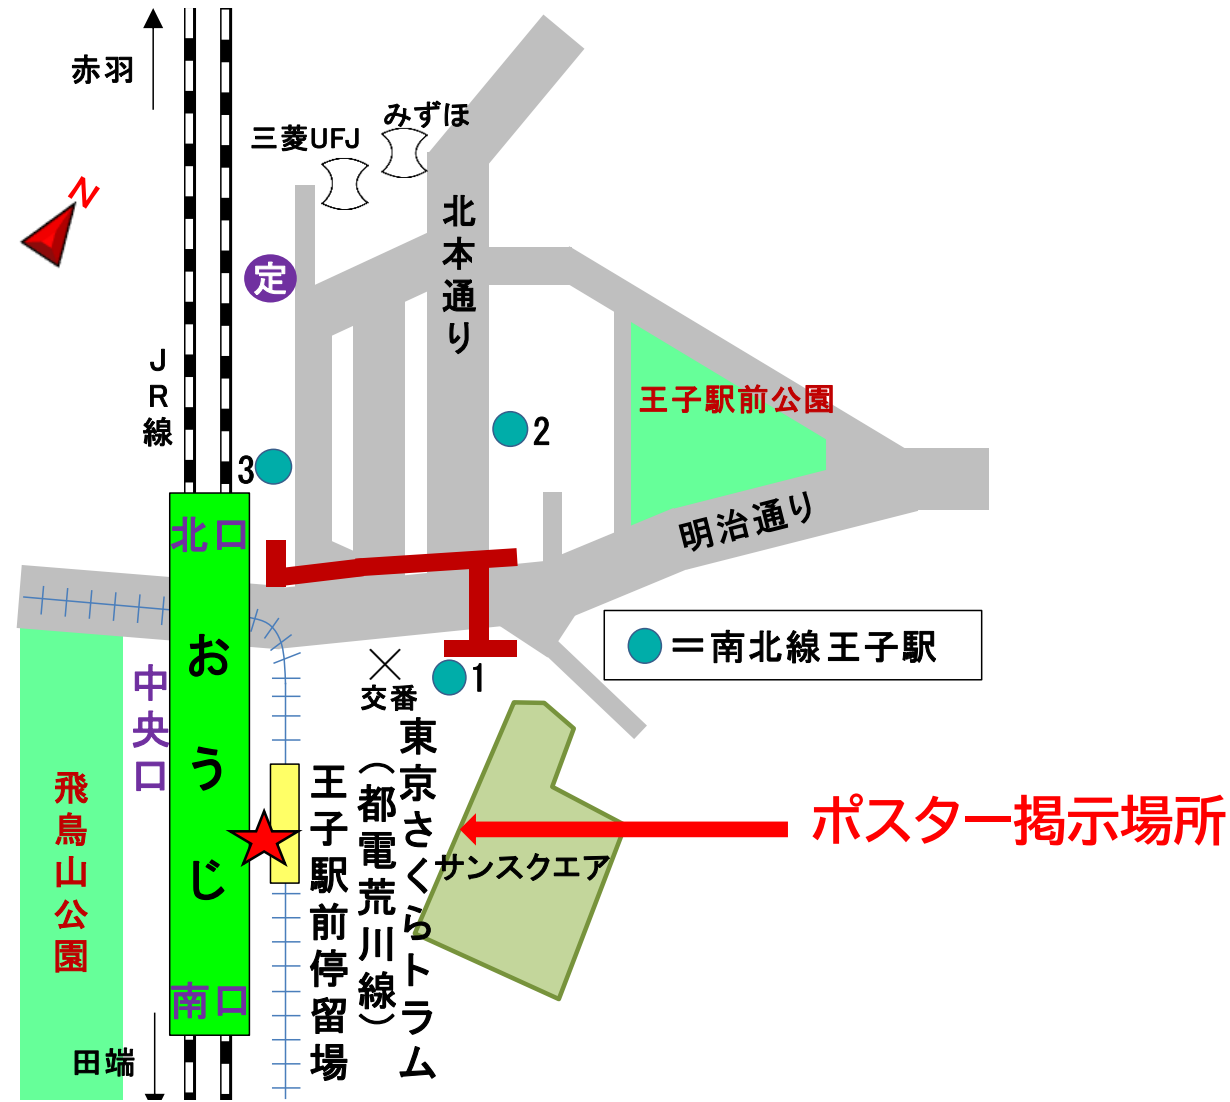 赤羽
みずほ
三菱UFJ
N
北本通り
定
JR線
王子駅前公園
2
3
明治通り
北口
おうじ
＝南北線王子駅
中央口
交番
1
東京さくらトラム
（都電荒川線）
王子駅前停留場
飛鳥山公園
ポスター掲示場所
サンスクエア
南口
田端